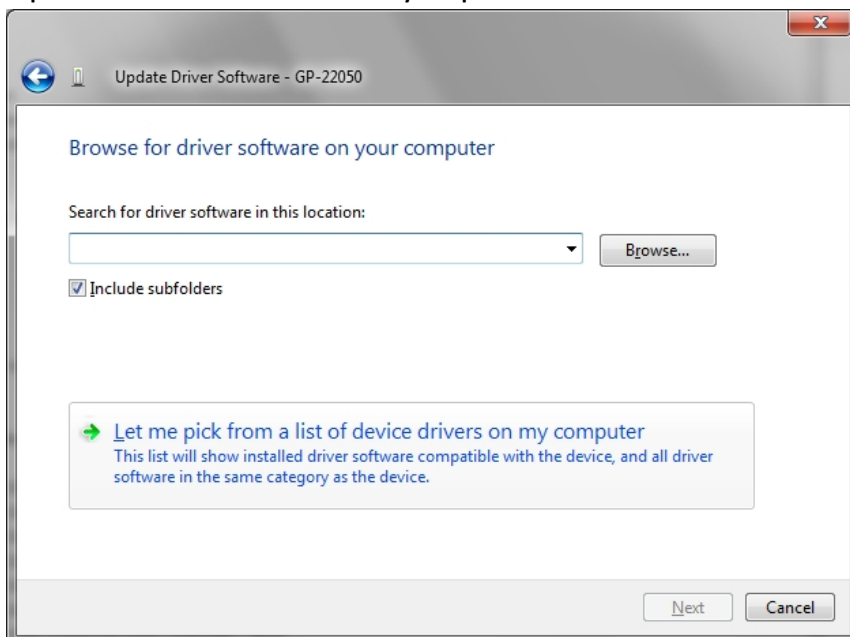 Update Driver Software - GP-22050
Browse for driver software on your computer
Search for driver software in this location:
Browse...
Include subfolders
Let me pick from a list of device drivers on my computer
This list will show installed driver software compatible with the device, and all driver
software in the same category as the device.
Next
Cancel